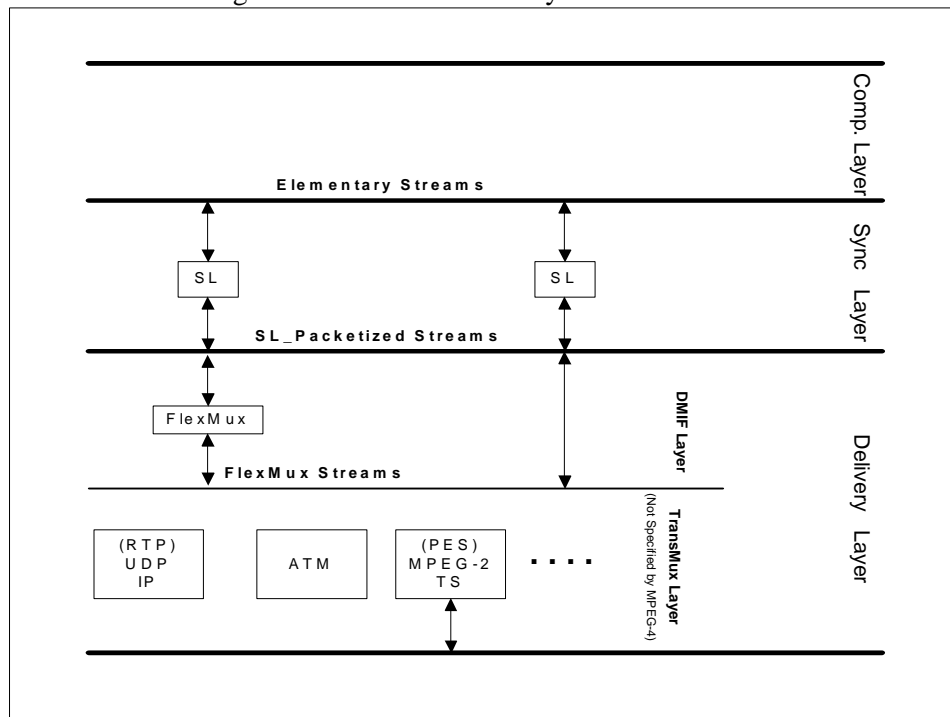 Comp. Layer
Elementary Streams
Sync Layer
SL
SL
SL_Packetized Streams
FlexMux
DMIF Layer
Delivery Layer
FlexMux Streams
TransMux Layer
(Not Specified by MPEG-4)
(RTP)
UDP
IP
ATM
(PES)
MPEG-2
TS
. . . .